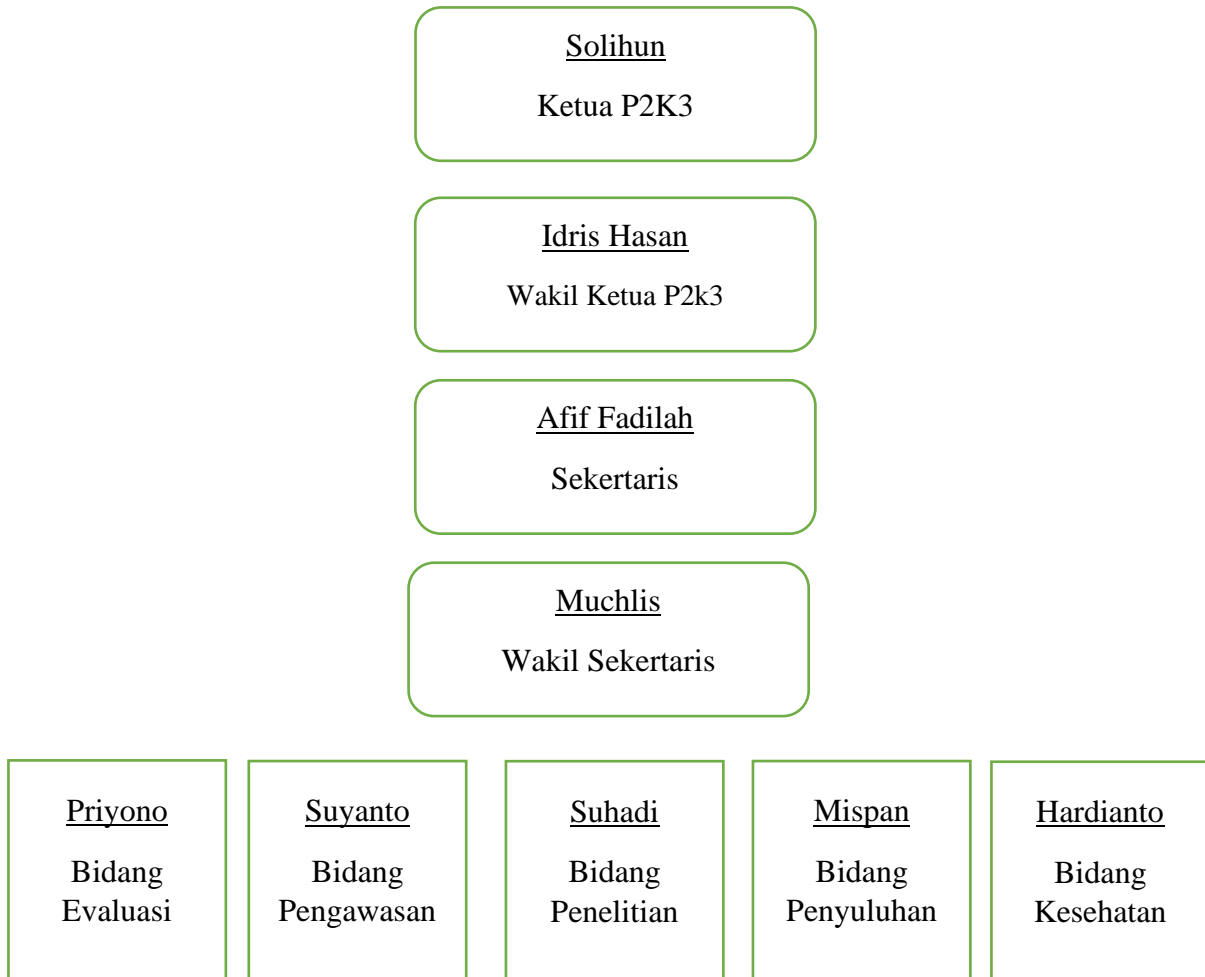 Solihun
Ketua P2K3
Idris Hasan
Wakil Ketua P2k3
Afif Fadilah
Sekertaris
Muchlis
Wakil Sekertaris
Priyono
Bidang
Evaluasi
Suyanto
Bidang
Pengawasan
Suhadi
Bidang
Penelitian
Mispan
Bidang
Penyuluhan
Hardianto
Bidang
Kesehatan